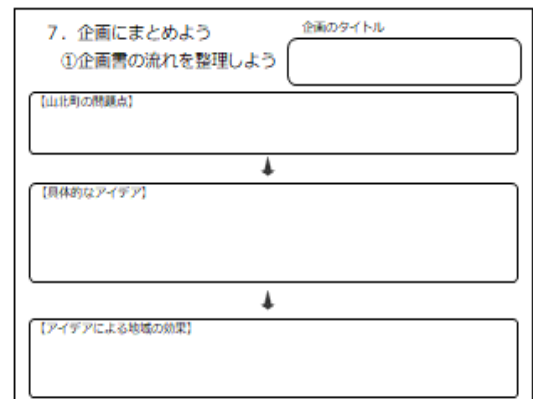 7．企画にまとめよう
企画のタイトル
①企画書の流れを整理しよう
【山北町の問題点】
【具体的なアイデア】
【アイデアによる地域の効果】